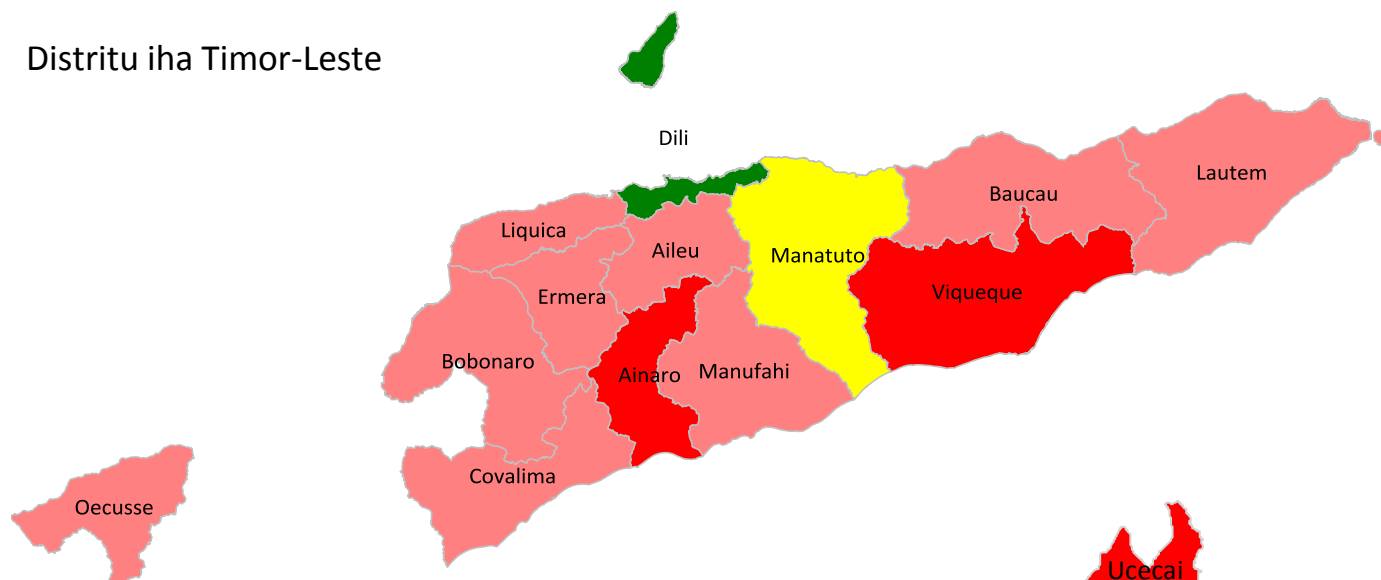 Distritu iha Timor-Leste
Dili
Lautem
Baucau
Liquica
Aileu
Manatuto
Viqueque
Ermera
Bobonaro
Ainaro
Manufahi
Covalima
Oecusse
Ucecai